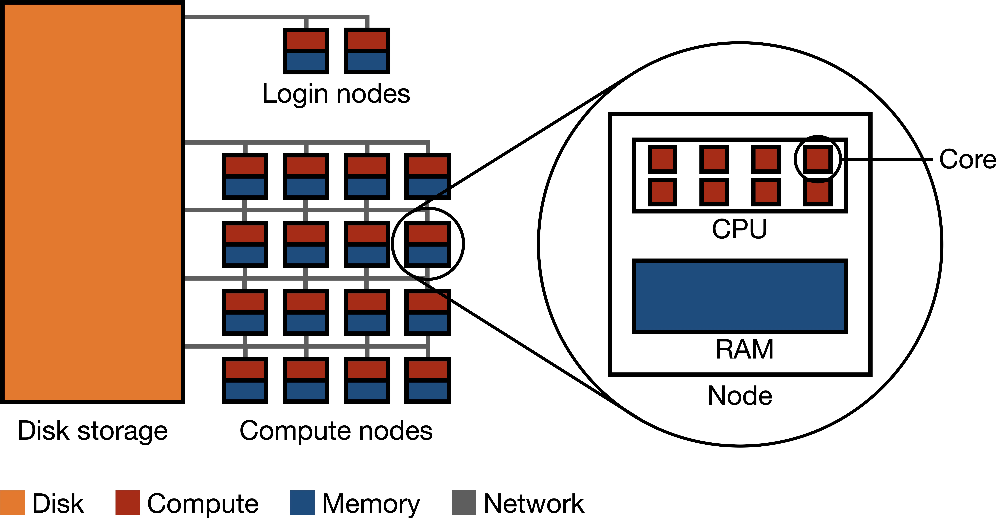 Login nodes
Core
CPU
RAM
Node
Disk storage
Compute nodes
Disk
Compute
Memory
Network